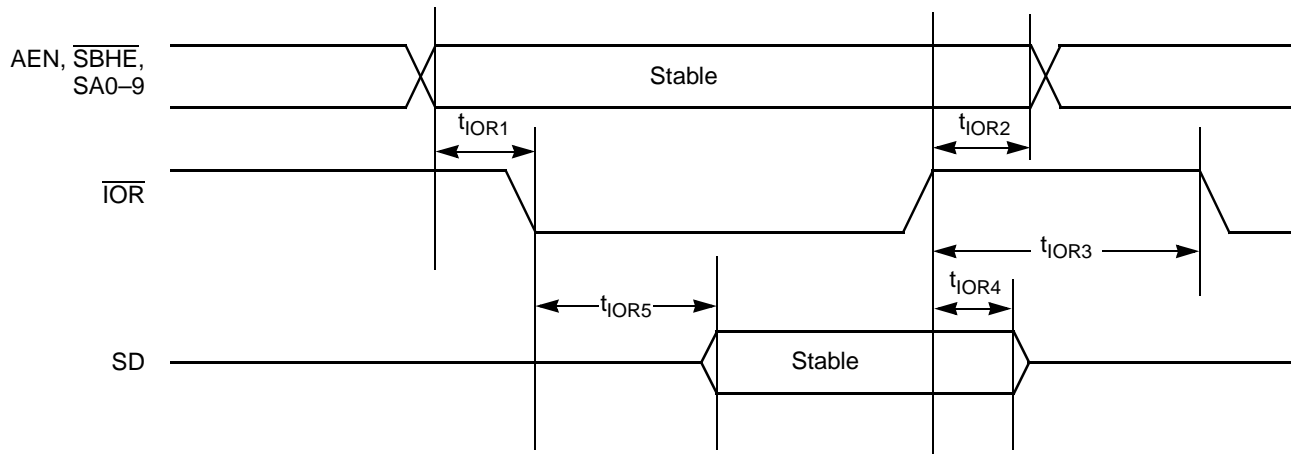 AEN, SBHE,
SA0–9
Stable
tIOR1
tIOR2
IOR
tIOR3
tIOR4
tIOR5
SD
Stable